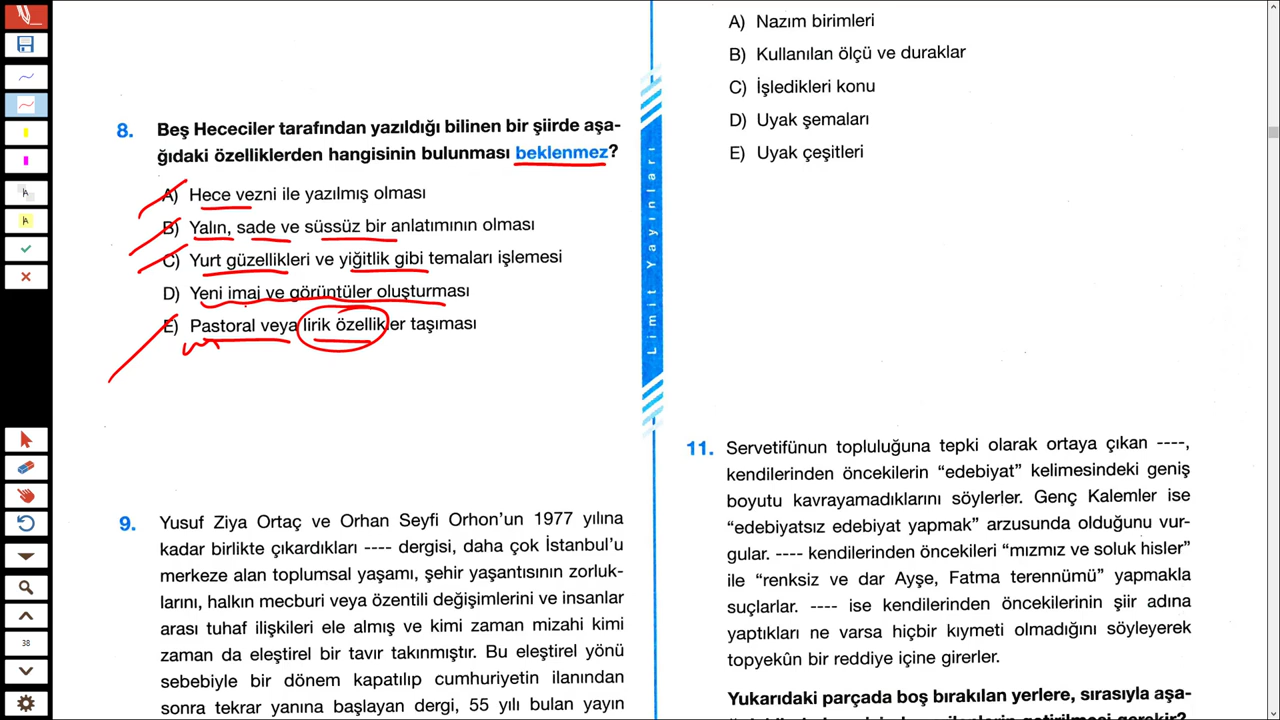 8. Beş Hececiler tarafından yazıldığı bilinen bir şiirde aşa-
ğıdaki özelliklerden hangisinin bulunması beklenmez?
A) Hece vezni ile yazılmış olması
B) Yalın, sade ve süssüz bir anlatımının olması
C) Yurt güzellikleri ve yiğitlik gibi temaları işlemesi
D) Yeni imaj ve görüntüler oluşturması
E) Pastoral veya lirik özellikler taşıması
9. Yusuf Ziya Ortaç ve Orhan Seyfi Orhon’un 1977 yılına
kadar birlikte çıkardıkları ---- dergisi, daha çok İstanbul’u
merkeze alan toplumsal yaşamı, şehir yaşantısının zorluk-
larını, halkın mecburi veya özentili değişimlerini ve insanlar
arası tuhaf ilişkileri ele almış ve kimi zaman mizahi kimi
zaman da eleştirel bir tavır takınmıştır. Bu eleştirel yönü
sebebiyle bir dönem kapatılıp cumhuriyetin ilanından
sonra tekrar yanına başlayan dergi, 55 yılı bulan yayın
Limit Yayınları
A) Nazım birimleri
B) Kullanılan ölçü ve duraklar
C) İşledikleri konu
D) Uyak şemaları
E) Uyak çeşitleri
11. Servetifünun topluluğuna tepki olarak ortaya çıkan ----,
kendilerinden öncekilerin “edebiyat” kelimesindeki geniş
boyutu kavrayamadıklarını söylerler. Genç Kalemler ise
“edebiyatsız edebiyat yapmak” arzusunda olduğunu vur-
gular. ---- kendilerinden öncekileri “mızmız ve soluk hisler”
ile “renksiz ve dar Ayşe, Fatma terennümü” yapmakla
suçlarlar. ---- ise kendilerinden öncekilerinin şiir adına
yaptıkları ne varsa hiçbir kıymeti olmadığını söyleyerek
topyekûn bir reddiye içine girerler.
Yukarıdaki parçada boş bırakılan yerlere, sırasıyla aşa-
38